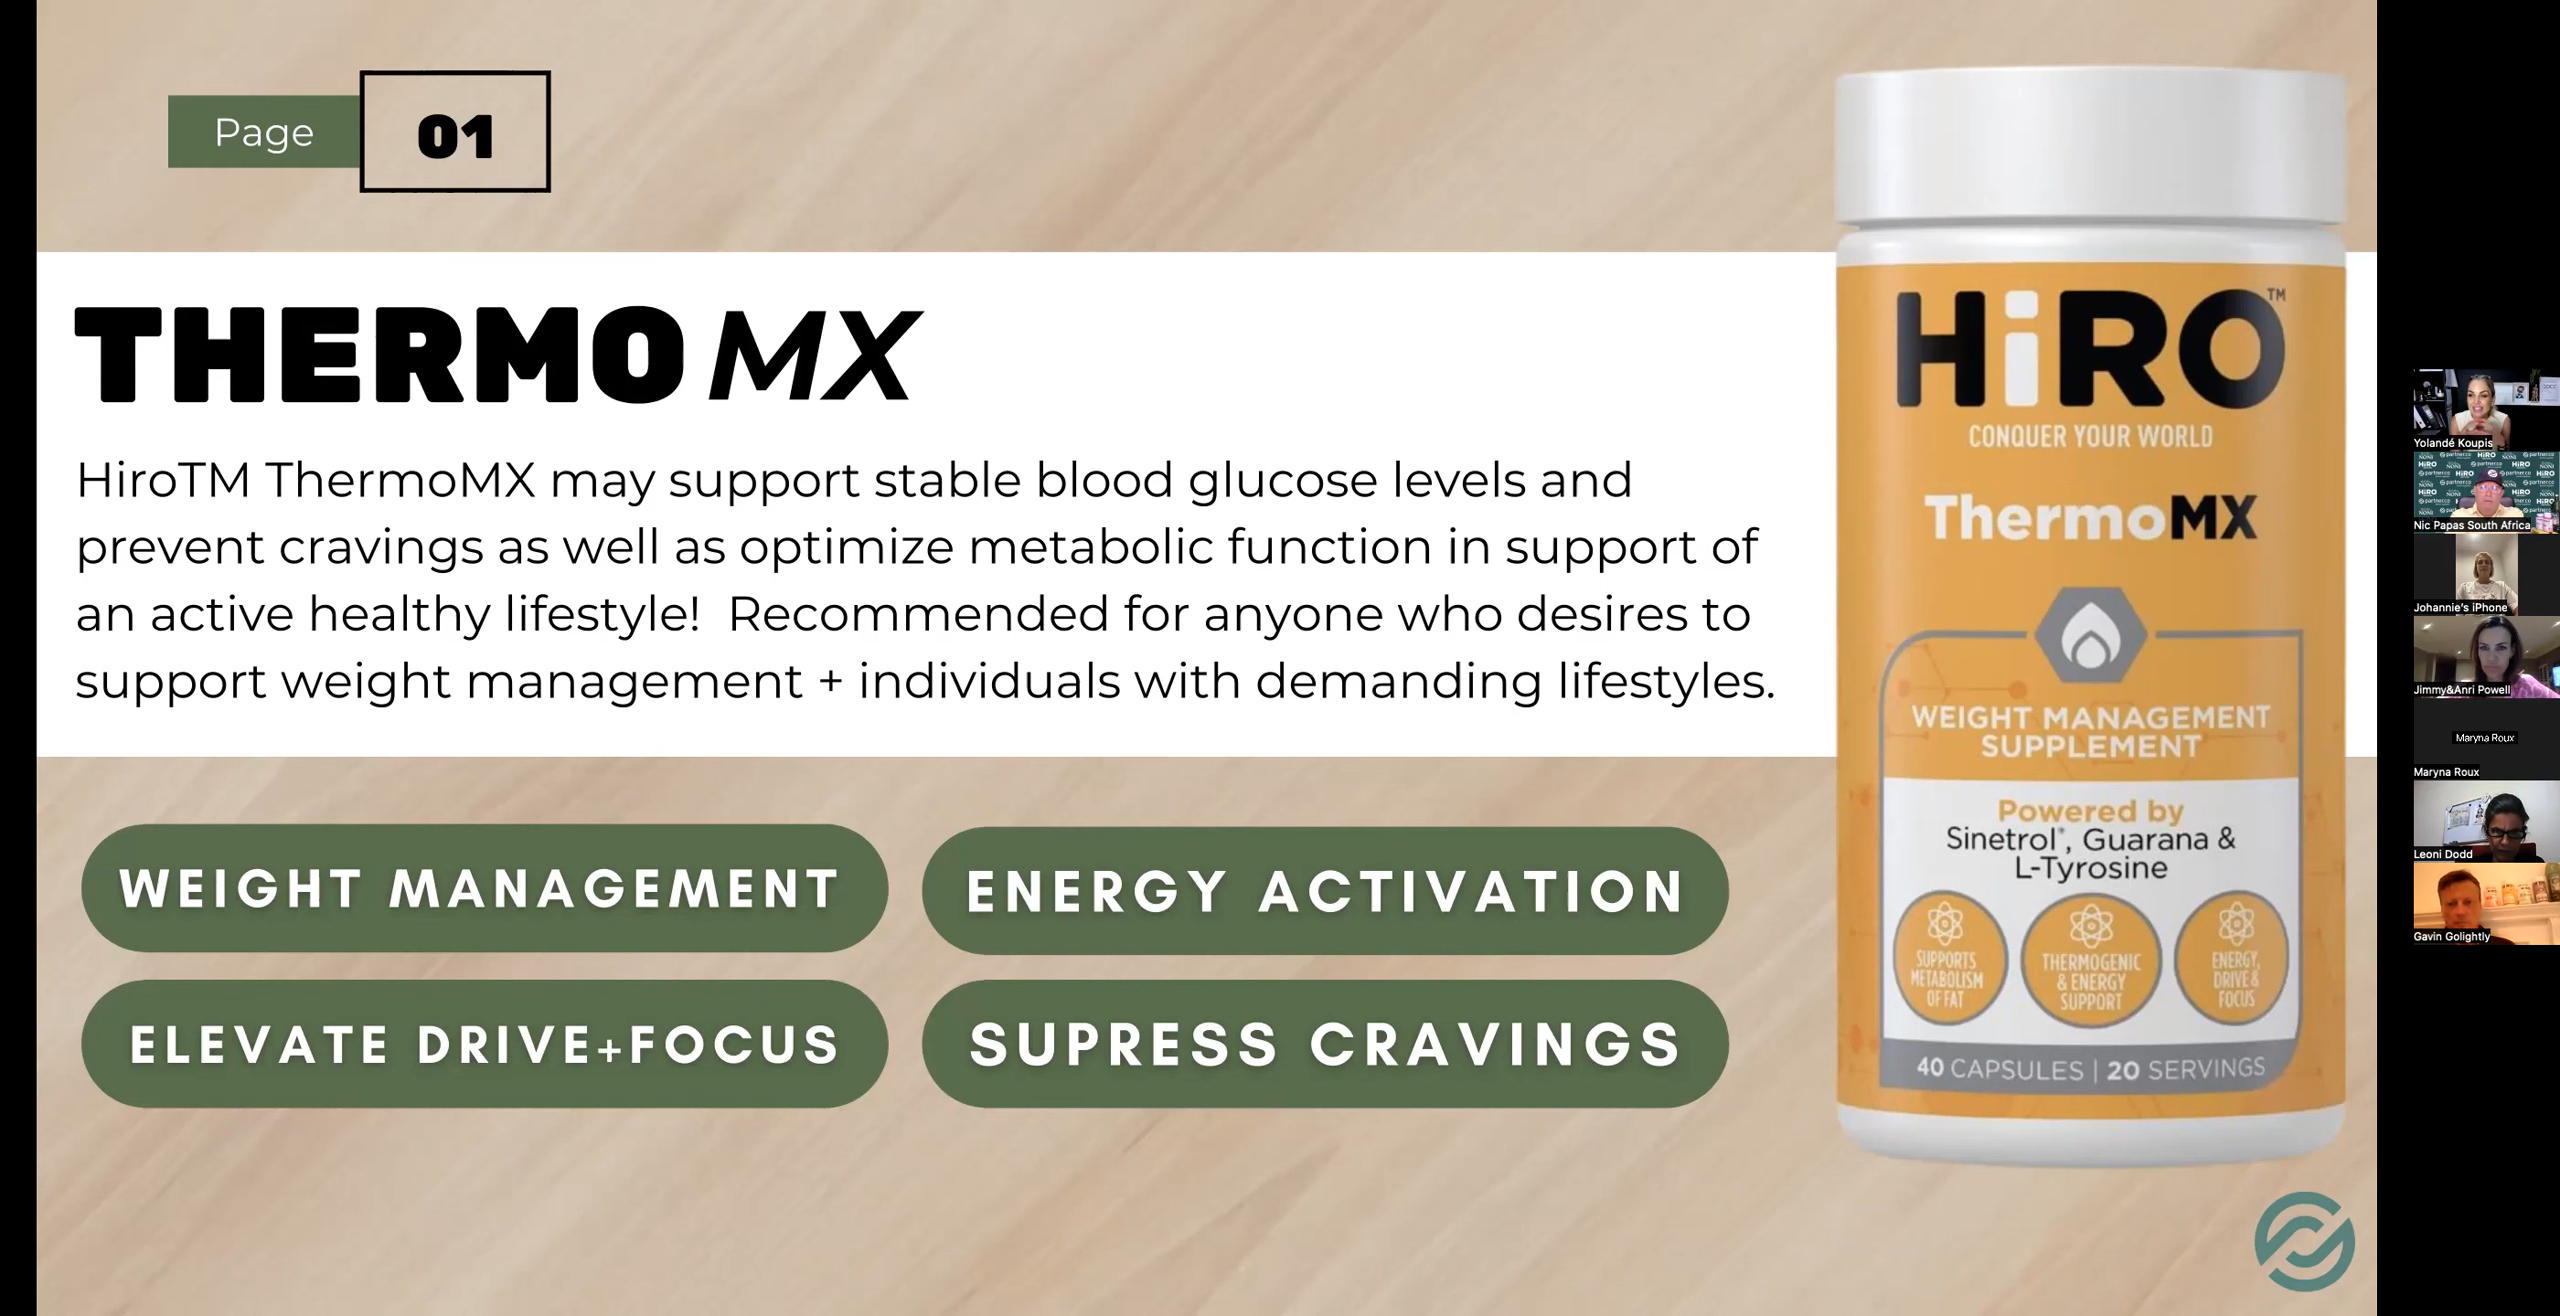 Page
01
THERMO MX
HiroTM ThermoMX may support stable blood glucose levels and
prevent cravings as well as optimize metabolic function in support of
an active healthy lifestyle!  Recommended for anyone who desires to
support weight management + individuals with demanding lifestyles.
WEIGHT MANAGEMENT
ENERGY ACTIVATION
ELEVATE DRIVE+FOCUS
SUPRESS CRAVINGS
HiRO™
CONQUER YOUR WORLD
ThermoMX
WEIGHT MANAGEMENT
SUPPLEMENT
Powered by
Sinetrol®, Guarana &
L-Tyrosine
SUPPORTS
METABOLISM
OF FAT
THERMOGENIC
& ENERGY
SUPPORT
ENERGY,
DRIVE &
FOCUS
40 CAPSULES | 20 SERVINGS
Yolandé Koupis
Nic Papas South Africa
Johannie's iPhone
Jimmy&Anri Powell
Maryna Roux
Maryna Roux
Leoni Dodd
Gavin Golightly